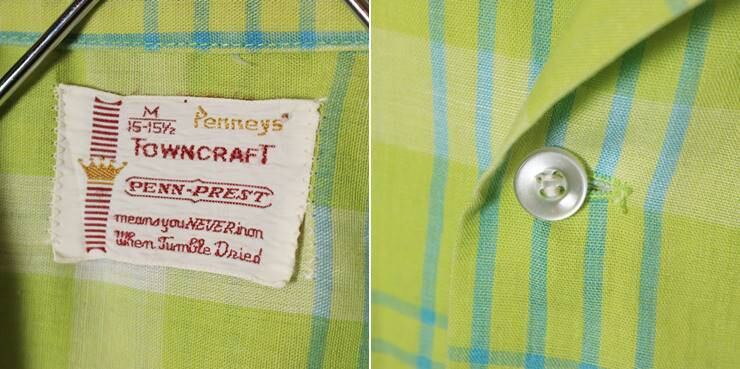 M
15-15½
Penneys
TOWNCRAFT
PENN-PREST
means you NEVER iron
When Tumble Dried